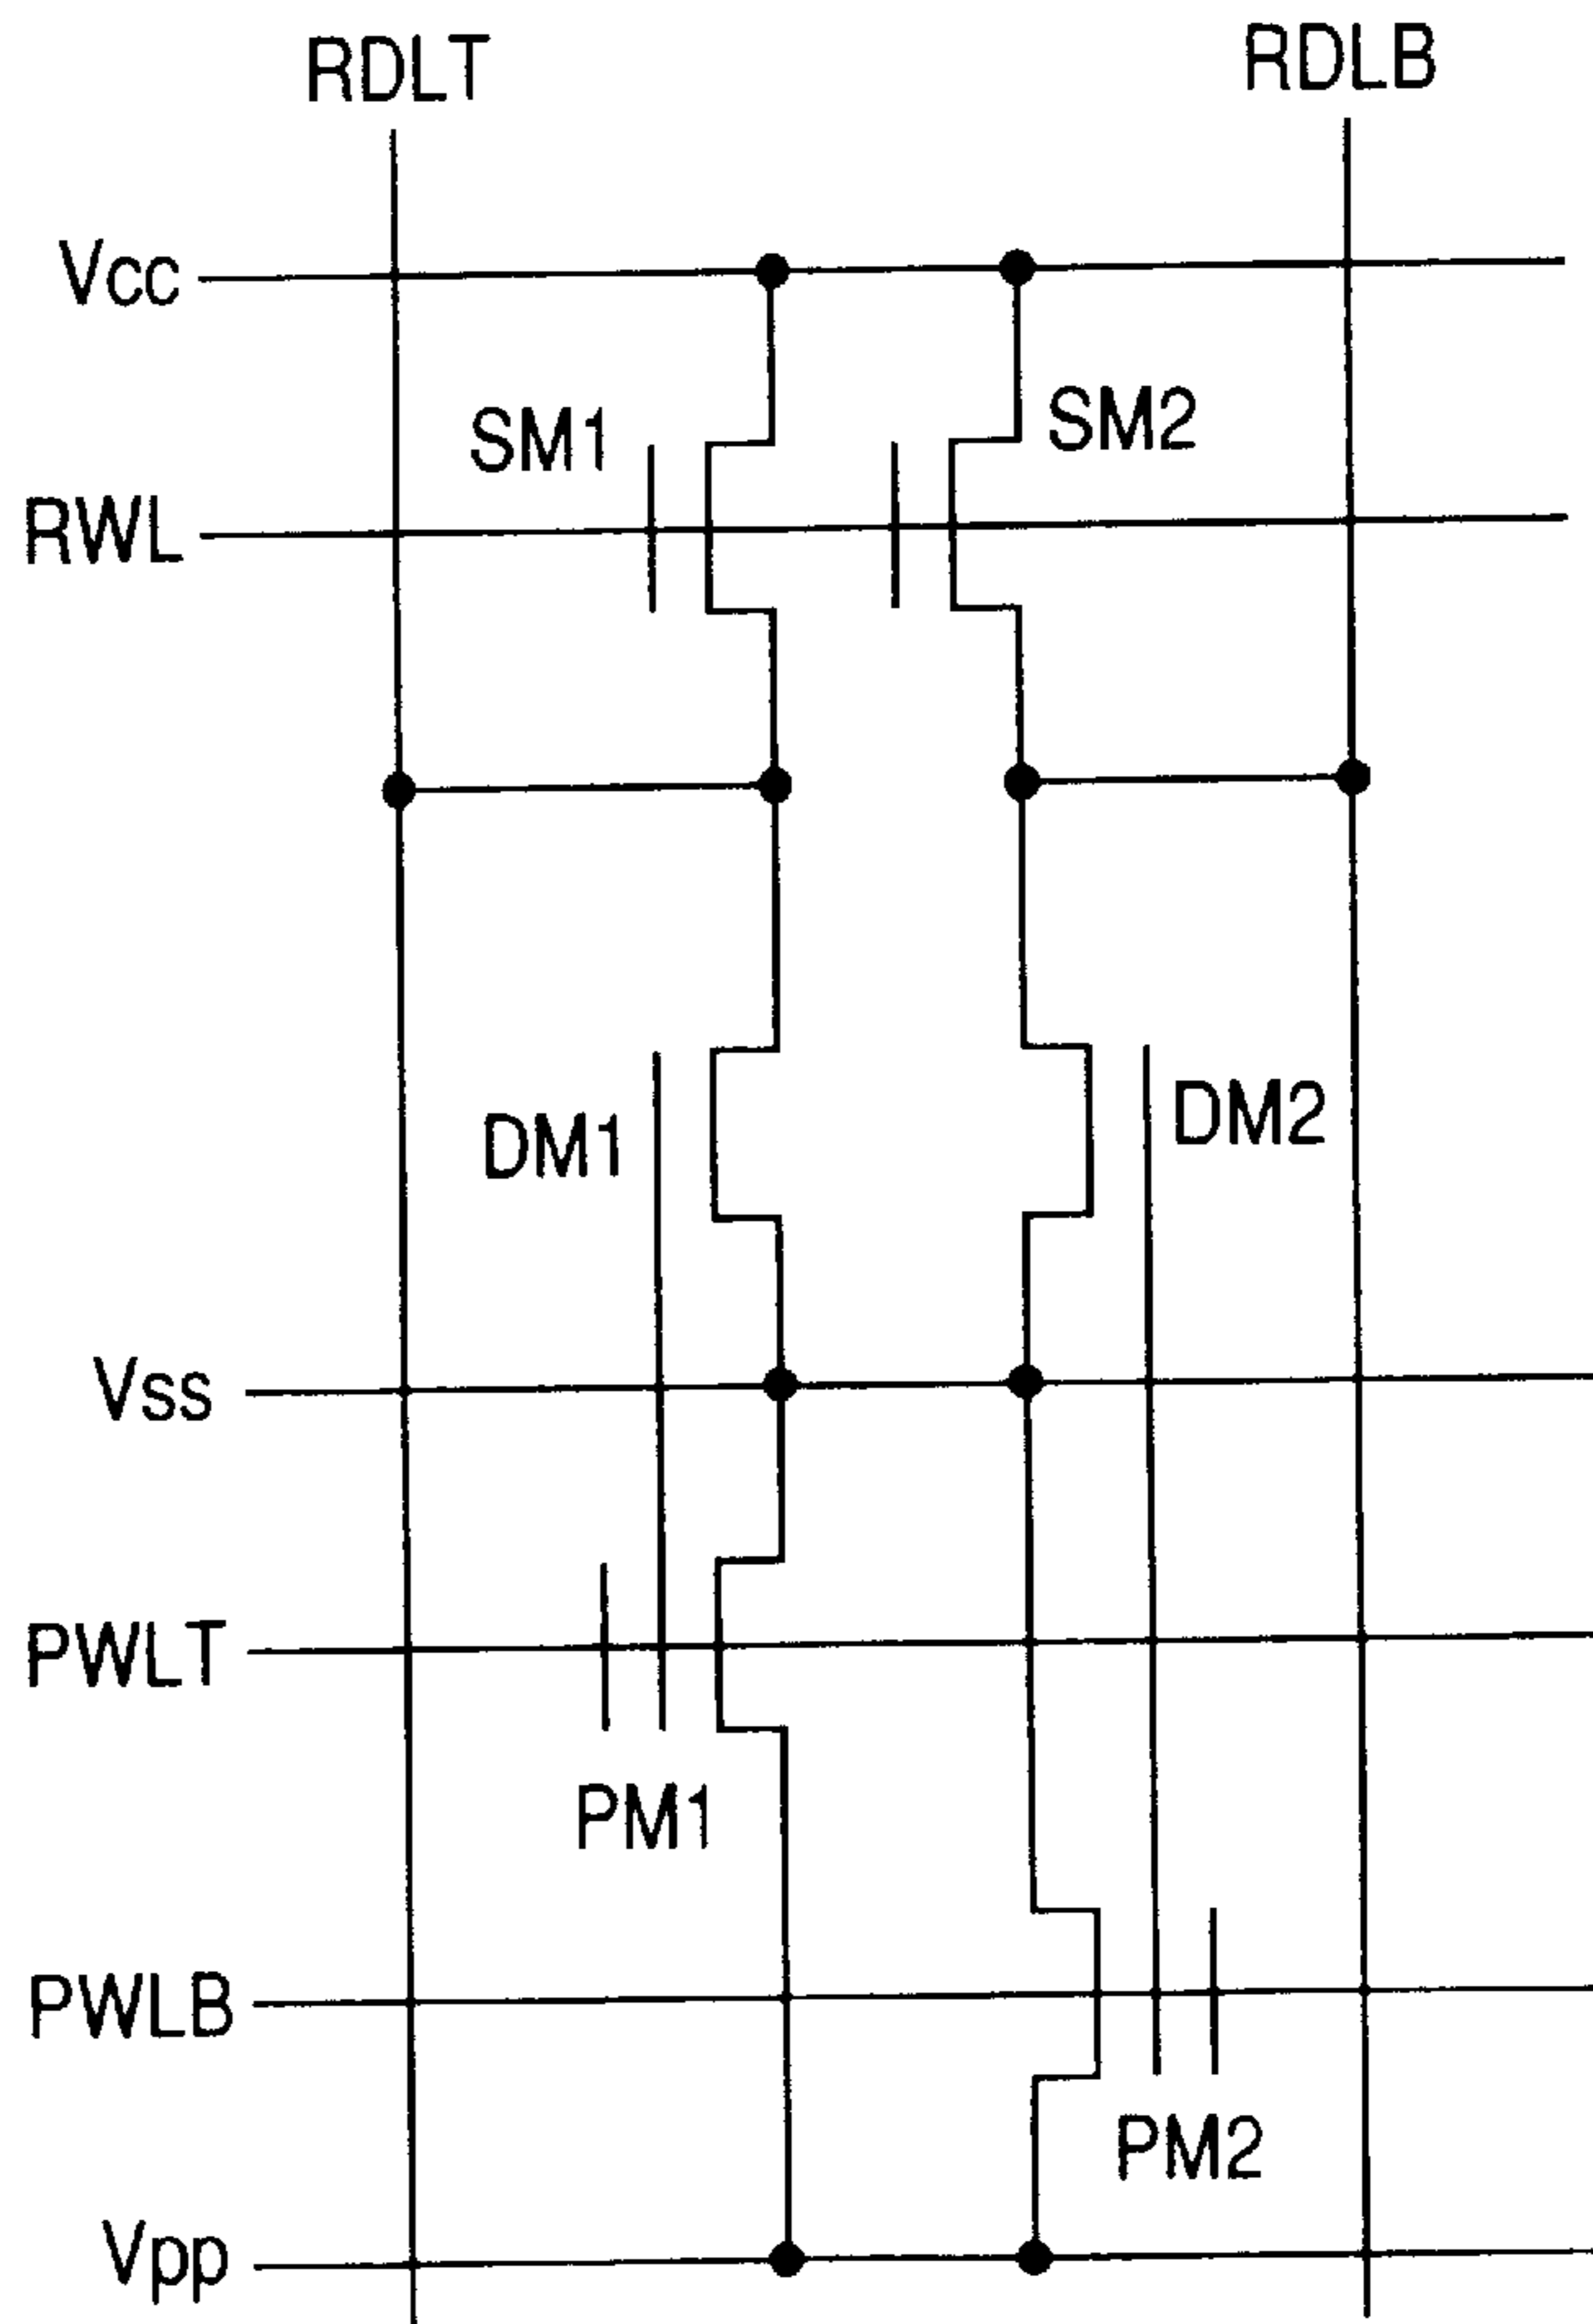 RDLT
RDLB
Vcc
SM1
SM2
RWL
DM1
DM2
Vss
PWLT
PM1
PWLB
PM2
Vpp